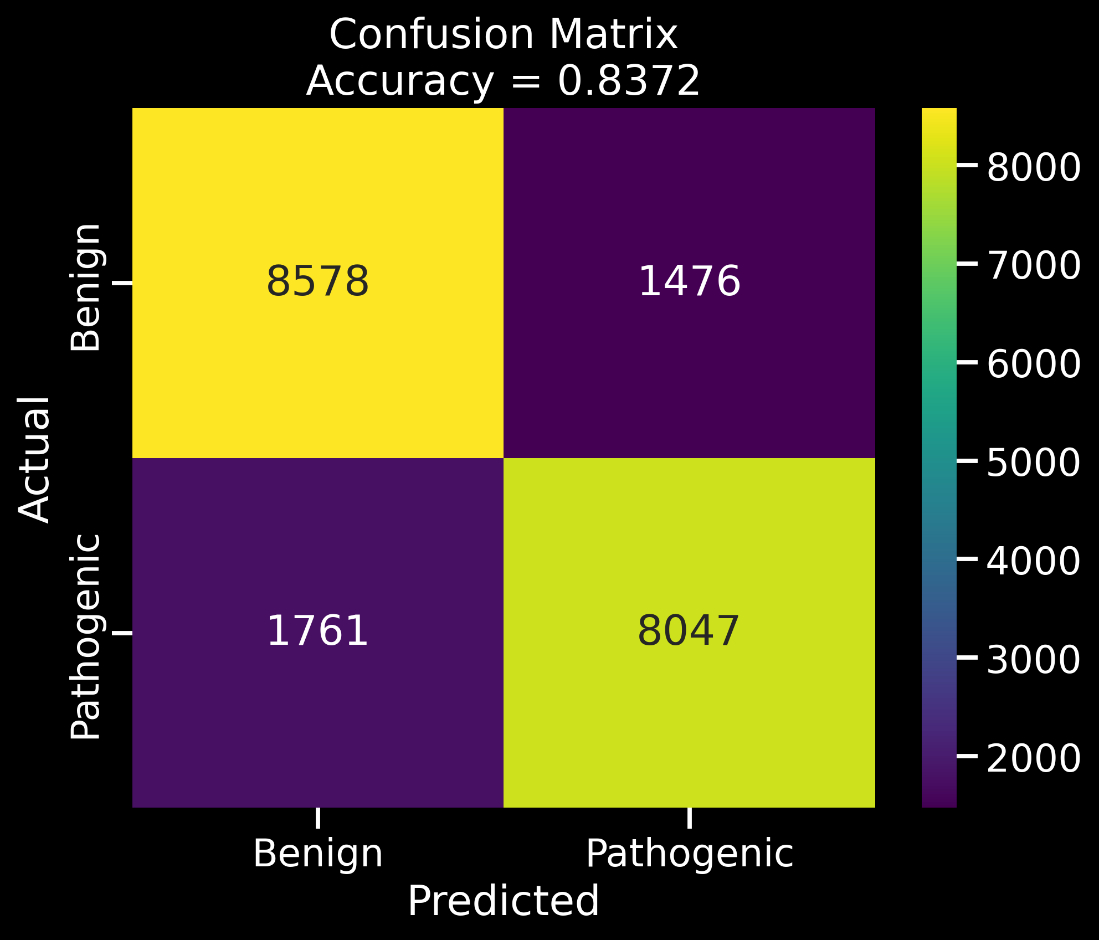 Confusion Matrix
Accuracy = 0.8372
Actual
Benign
Pathogenic
8578
1476
1761
8047
Benign
Pathogenic
Predicted
8000
7000
6000
5000
4000
3000
2000